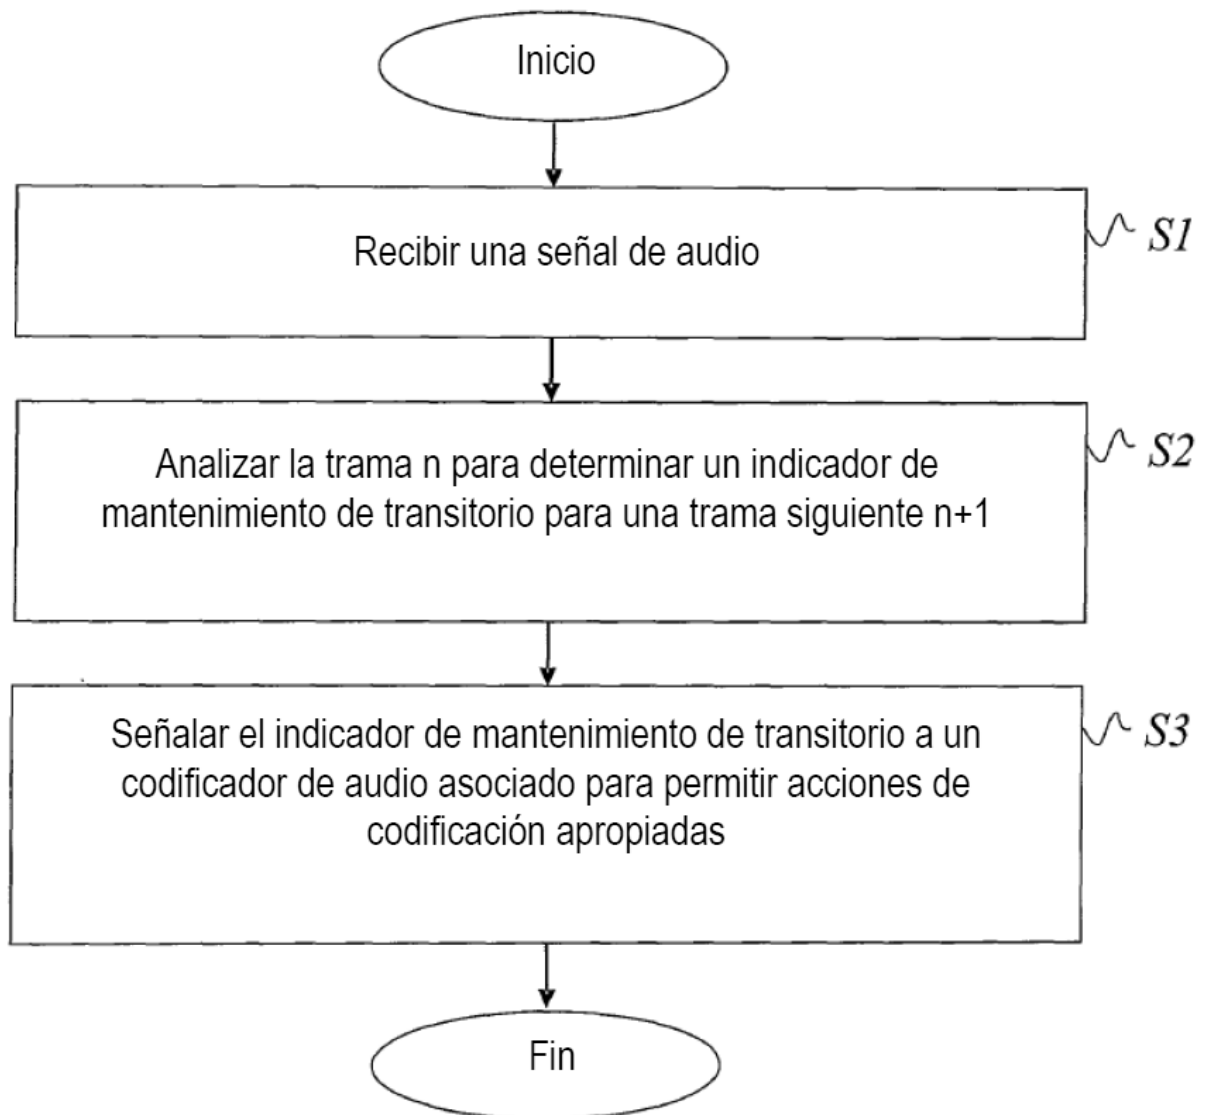 Inicio
Recibir una señal de audio
S1
Analizar la trama n para determinar un indicador de
mantenimiento de transitorio para una trama siguiente n+1
S2
Señalar el indicador de mantenimiento de transitorio a un
codificador de audio asociado para permitir acciones de
codificación apropiadas
S3
Fin